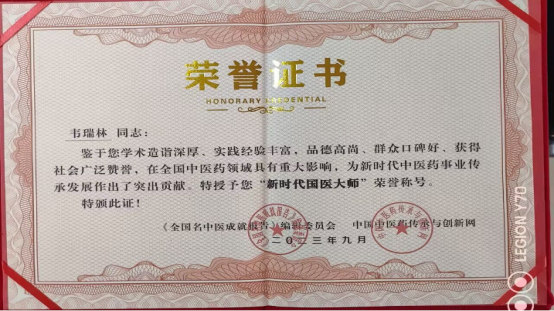 荣誉证书
HONORARY CREDENTIAL
韦瑞林 同志:
鉴于您学术造诣深厚、实践经验丰富，品德高尚、群众口碑好、获得
社会广泛赞誉，在全国中医药领域具有重大影响，为新时代中医药事业传
承发展作出了突出贡献。特授予您“新时代国医大师”荣誉称号。
特颁此证！
《全国名中医成就报告》编辑委员会 中国中医药传承与创新网
二〇二三年九月
LEGION Y70